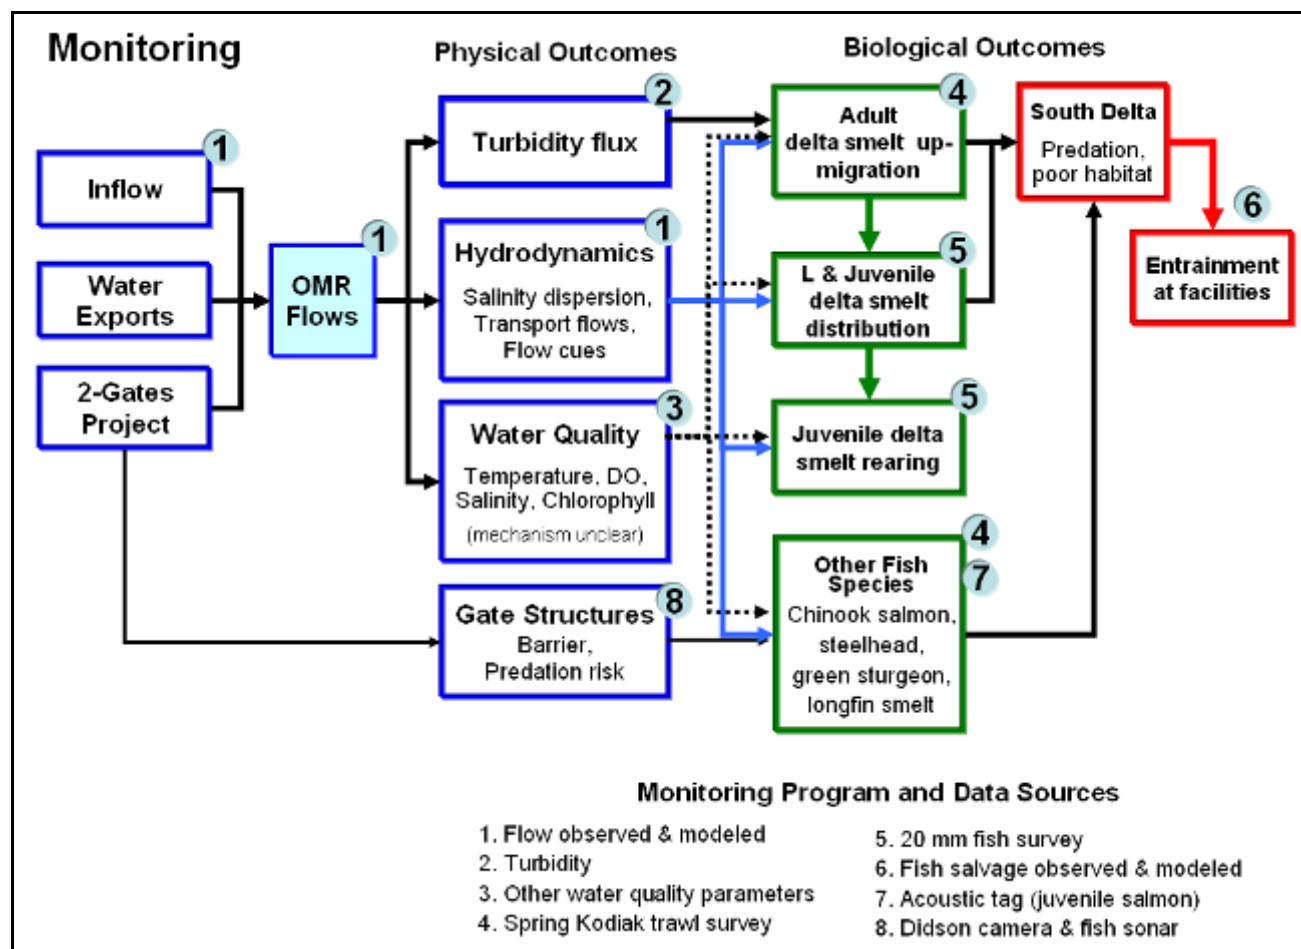 Monitoring
Physical Outcomes
Biological Outcomes
1
Inflow
Water
Exports
2-Gates
Project
1
OMR
Flows
2
Turbidity flux
1
Hydrodynamics
Salinity dispersion,
Transport flows,
Flow cues
3
Water Quality
Temperature, DO,
Salinity, Chlorophyll
(mechanism unclear)
8
Gate Structures
Barrier,
Predation risk
4
Adult
delta smelt up-
migration
5
L & Juvenile
delta smelt
distribution
5
Juvenile delta
smelt rearing
4
7
Other Fish
Species
Chinook salmon,
steelhead,
green sturgeon,
longfin smelt
South Delta
Predation,
poor habitat
6
Entrainment
at facilities
Monitoring Program and Data Sources
1. Flow observed & modeled
2. Turbidity
3. Other water quality parameters
4. Spring Kodiak trawl survey
5. 20 mm fish survey
6. Fish salvage observed & modeled
7. Acoustic tag (juvenile salmon)
8. Didson camera & fish sonar